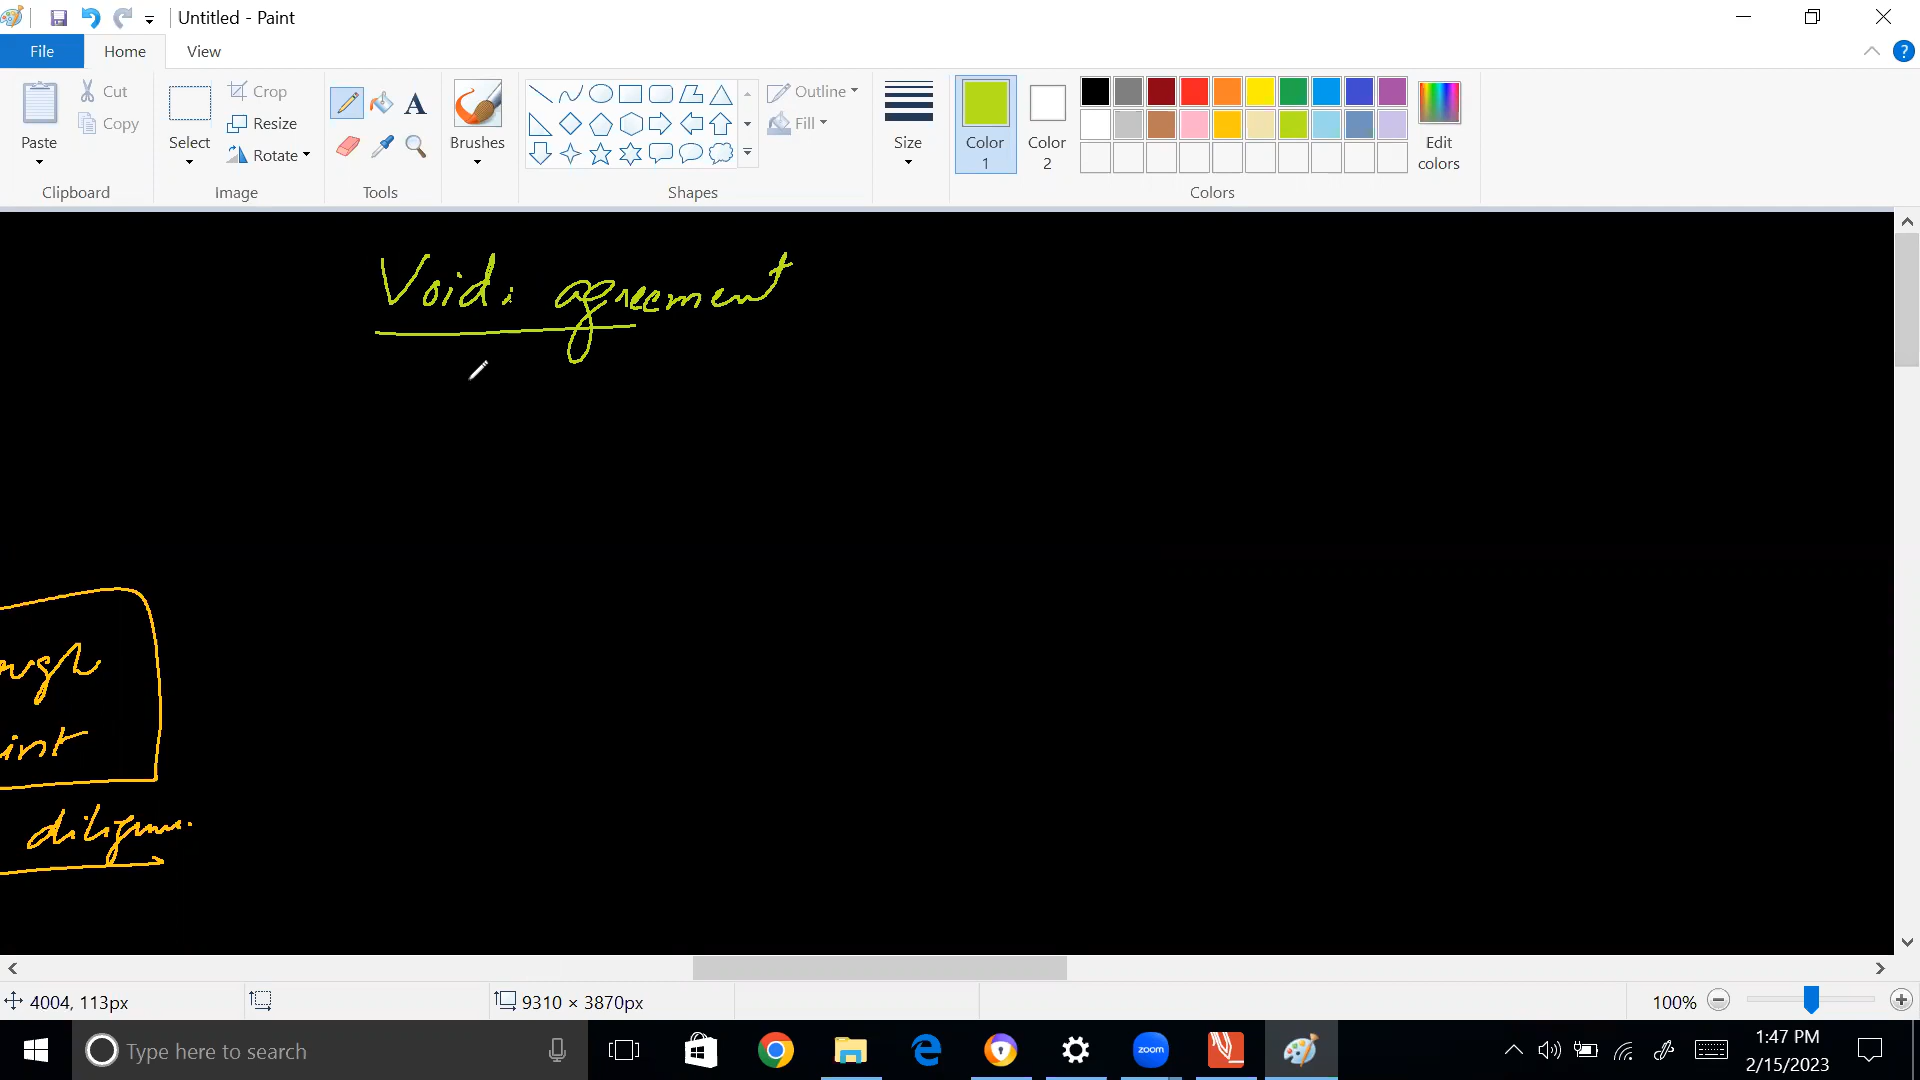 Untitled - Paint
File
Home
View
Paste
Cut
Copy
Clipboard
Select
Crop
Resize
Rotate
Image
Tools
Brushes
Shapes
Outline
Fill
Size
Color 1
Color 2
Edit colors
Colors
Void: agreement
int
4004, 113px
9310 × 3870px
100%
Type here to search
zoom
1:47 PM
2/15/2023